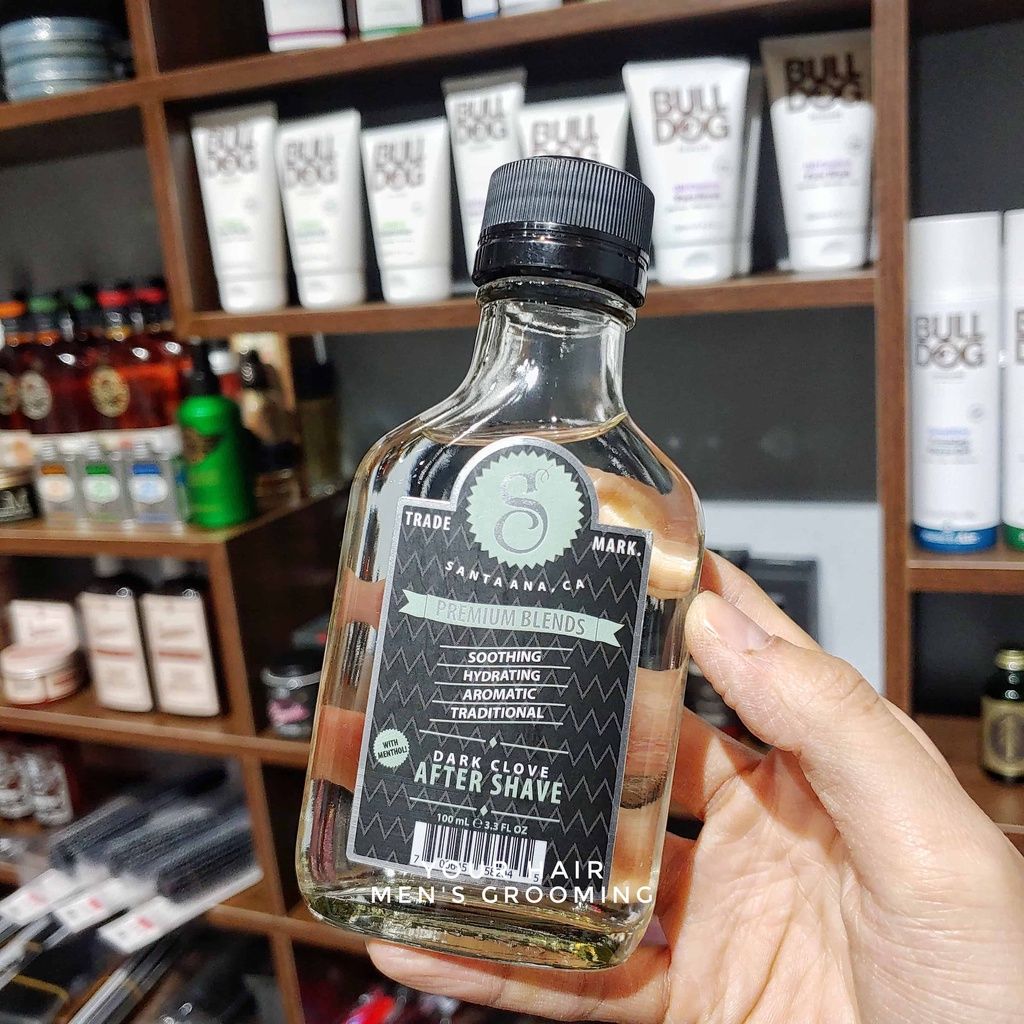 BULL
DOG
BULL
DOG
BULL
DOG
BULL
DOG
BULL
DOG
BULL
DOG
BULL
DOG
BULL
DOG
S
TRADE
MARK.
SANTA ANA, CA
PREMIUM BLENDS
SOOTHING
HYDRATING
AROMATIC
TRADITIONAL
WITH
MENTHOL!
DARK CLOVE
AFTER SHAVE
100 mL ℮ 3.3 FL OZ
YOUR HAIR
MEN'S GROOMING